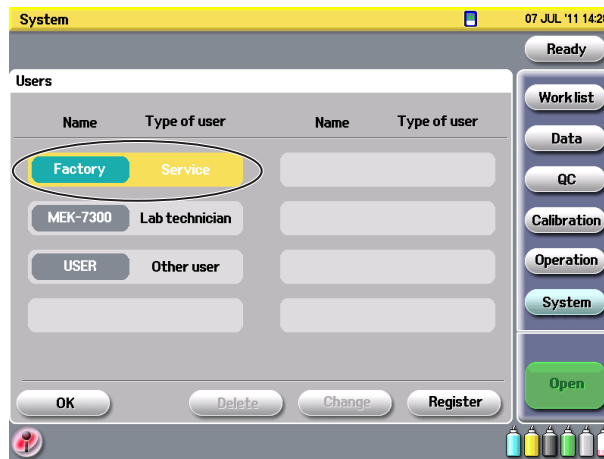 System 07 JUL '11 14:28
Ready
Users
Name Type of user Name Type of user
Factory Service
MEK-7300 Lab technician
USER Other user
OK Delete Change Register
Work list
Data
QC
Calibration
Operation
System
Open